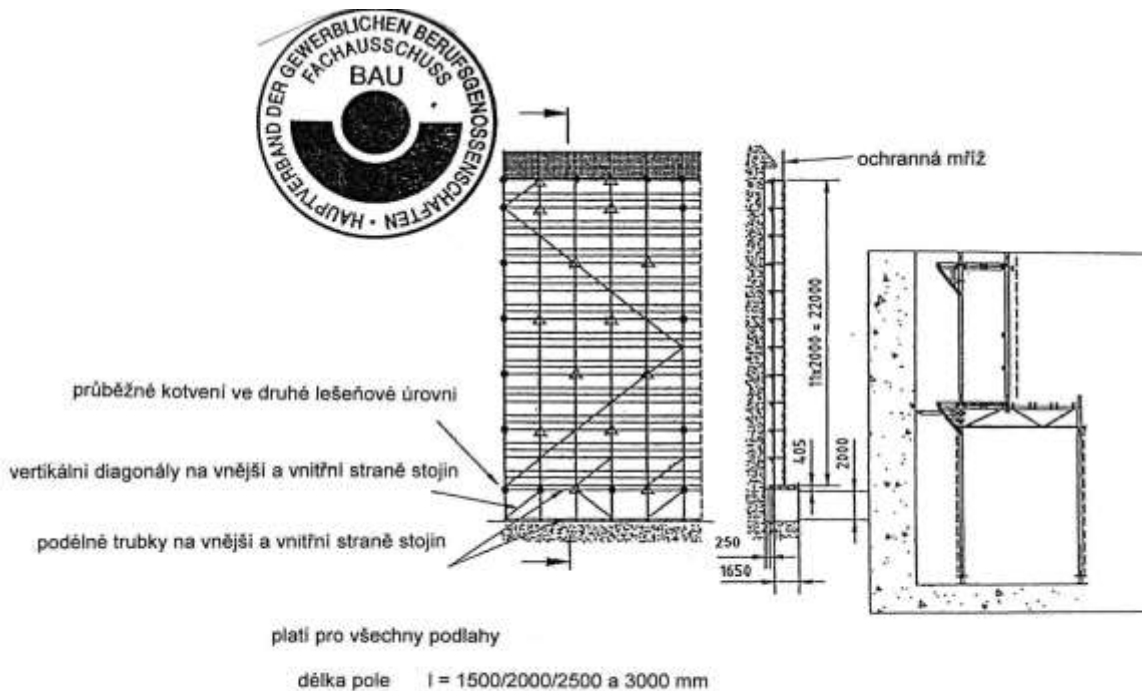 HAUPTVERBAND DER GEWERBLICHEN BERUFSGENOSSENSCHAFTEN •
FACHAUSSCHUSS
BAU
ochranná mříž
11x2000 = 22000
405
2000
průběžné kotvení ve druhé lešeňové úrovni
vertikální diagonály na vnější a vnitřní straně stojin
podélné trubky na vnější a vnitřní straně stojin
250
1650
platí pro všechny podlahy
délka pole l = 1500/2000/2500 a 3000 mm